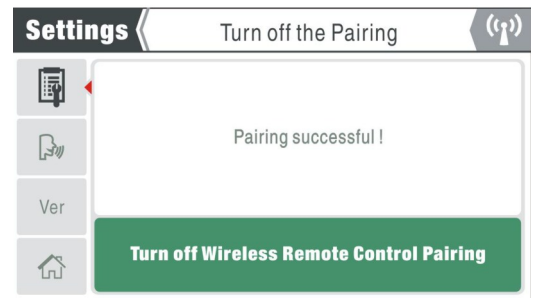 Settings
Turn off the Pairing
Pairing successful !
Ver
Turn off Wireless Remote Control Pairing